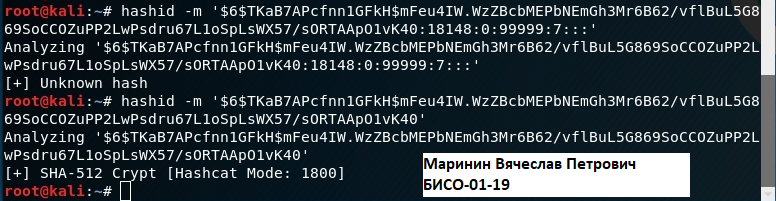 root@kali:~# hashid -m '$6$TKaB7APcfnn1GFkH$mFeu4IW.WzZBcbMEPbNEmGh3Mr6B62/vflBuL5G8
69SoCCOZuPP2LwPsdru67L1oSpLsWX57/sORTAApO1vK40:18148:0:99999:7:::'
Analyzing '$6$TKaB7APcfnn1GFkH$mFeu4IW.WzZBcbMEPbNEmGh3Mr6B62/vflBuL5G869SoCCOZuPP2L
wPsdru67L1oSpLsWX57/sORTAApO1vK40:18148:0:99999:7:::'
[+] Unknown hash
root@kali:~# hashid -m '$6$TKaB7APcfnn1GFkH$mFeu4IW.WzZBcbMEPbNEmGh3Mr6B62/vflBuL5G8
69SoCCOZuPP2LwPsdru67L1oSpLsWX57/sORTAApO1vK40'
Analyzing '$6$TKaB7APcfnn1GFkH$mFeu4IW.WzZBcbMEPbNEmGh3Mr6B62/vflBuL5G869SoCCOZuPP2L
wPsdru67L1oSpLsWX57/sORTAApO1vK40'
[+] SHA-512 Crypt [Hashcat Mode: 1800]
root@kali:~#
Маринин Вячеслав Петрович
БИСО-01-19